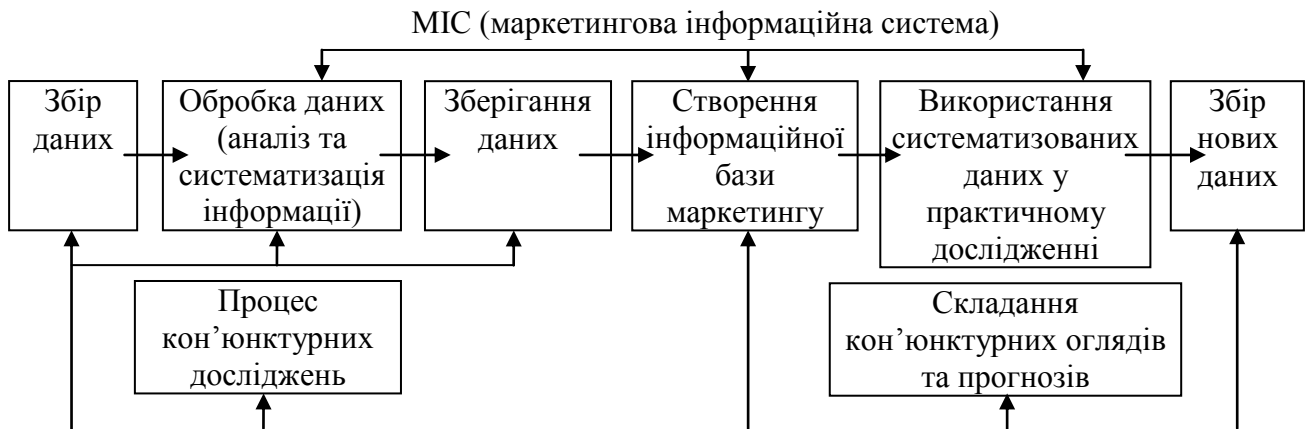 МІС (маркетингова інформаційна система)
Збір
даних
Обробка даних
(аналіз та
систематизація
інформації)
Зберігання
даних
Створення
інформаційної
бази
маркетингу
Використання
систематизованих
даних у
практичному
дослідженні
Збір
нових
даних
Процес
кон’юнктурних
досліджень
Складання
кон’юнктурних оглядів
та прогнозів